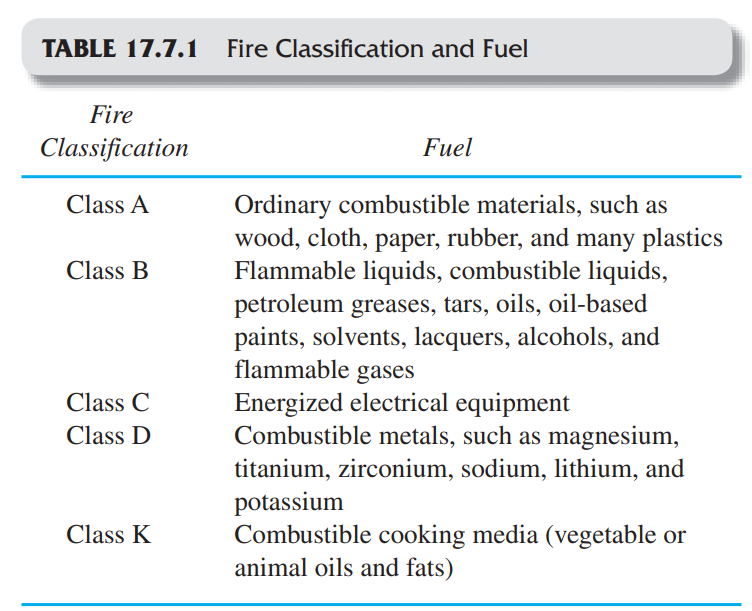 TABLE 17.7.1 Fire Classification and Fuel
Fire
Classification Fuel
Class A Ordinary combustible materials, such as
wood, cloth, paper, rubber, and many plastics
Class B Flammable liquids, combustible liquids,
petroleum greases, tars, oils, oil-based
paints, solvents, lacquers, alcohols, and
flammable gases
Class C Energized electrical equipment
Class D Combustible metals, such as magnesium,
titanium, zirconium, sodium, lithium, and
potassium
Class K Combustible cooking media (vegetable or
animal oils and fats)